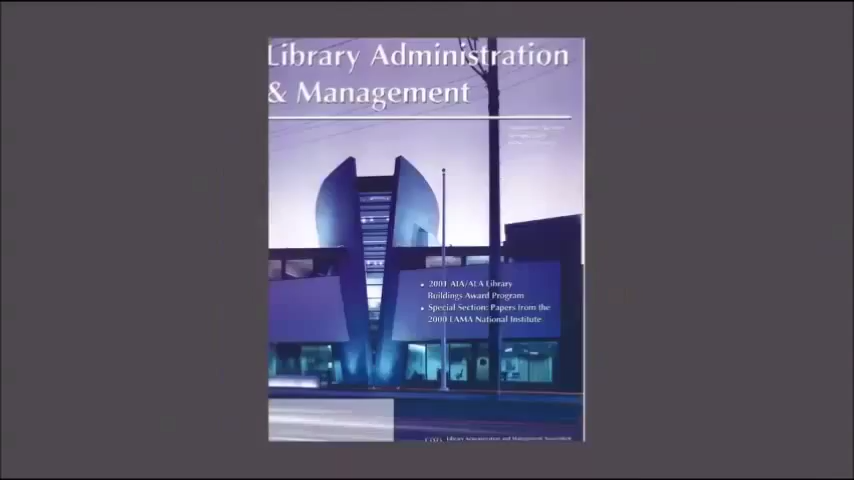 Library Administration
& Management
• 2001 AIA/ALA Library
Buildings Award Program
• Special Section: Papers from the
2000 LAMA National Institute
Library Administration and Management Association